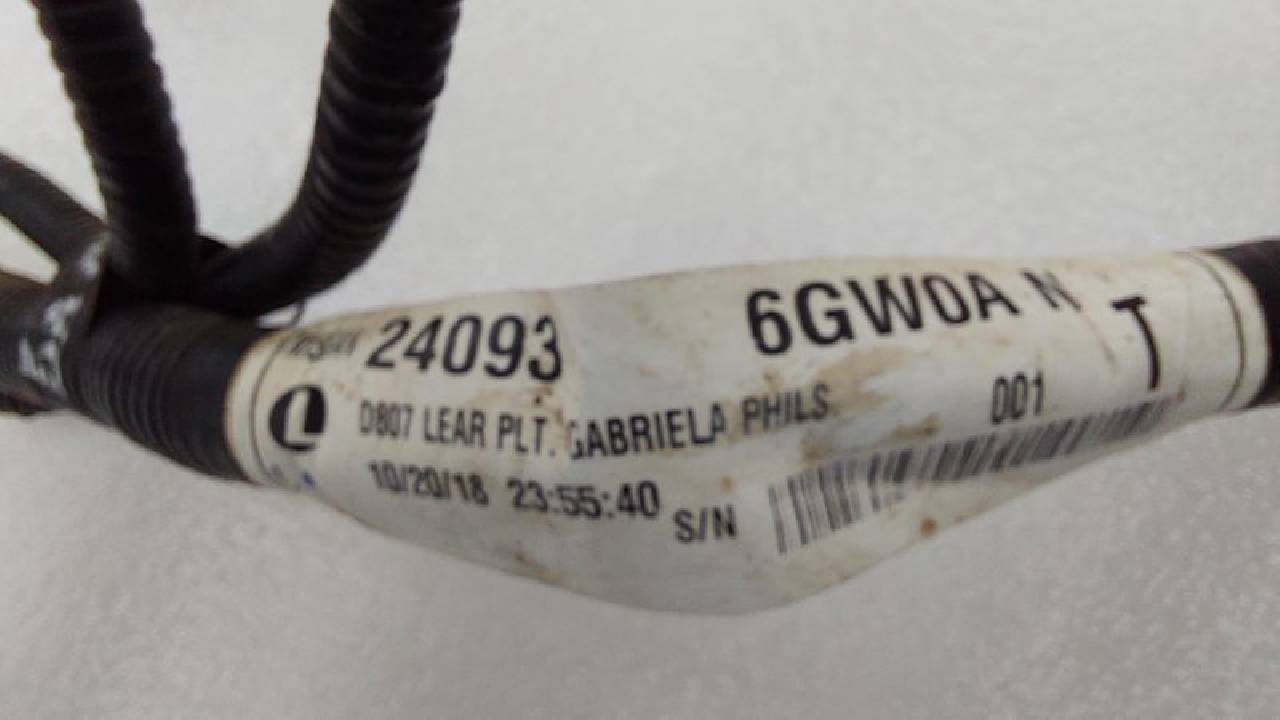 24093 6GW0A N
T
D807 LEAR PLT. GABRIELA PHILS 001
10/20/18 23:55:40 S/N